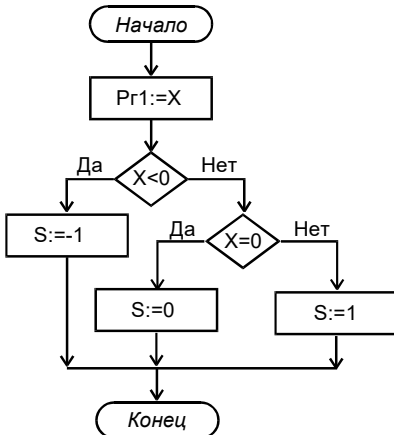 Начало
Рг1:=X
Да
X<0
Нет
S:=-1
Да
X=0
Нет
S:=0
S:=1
Конец